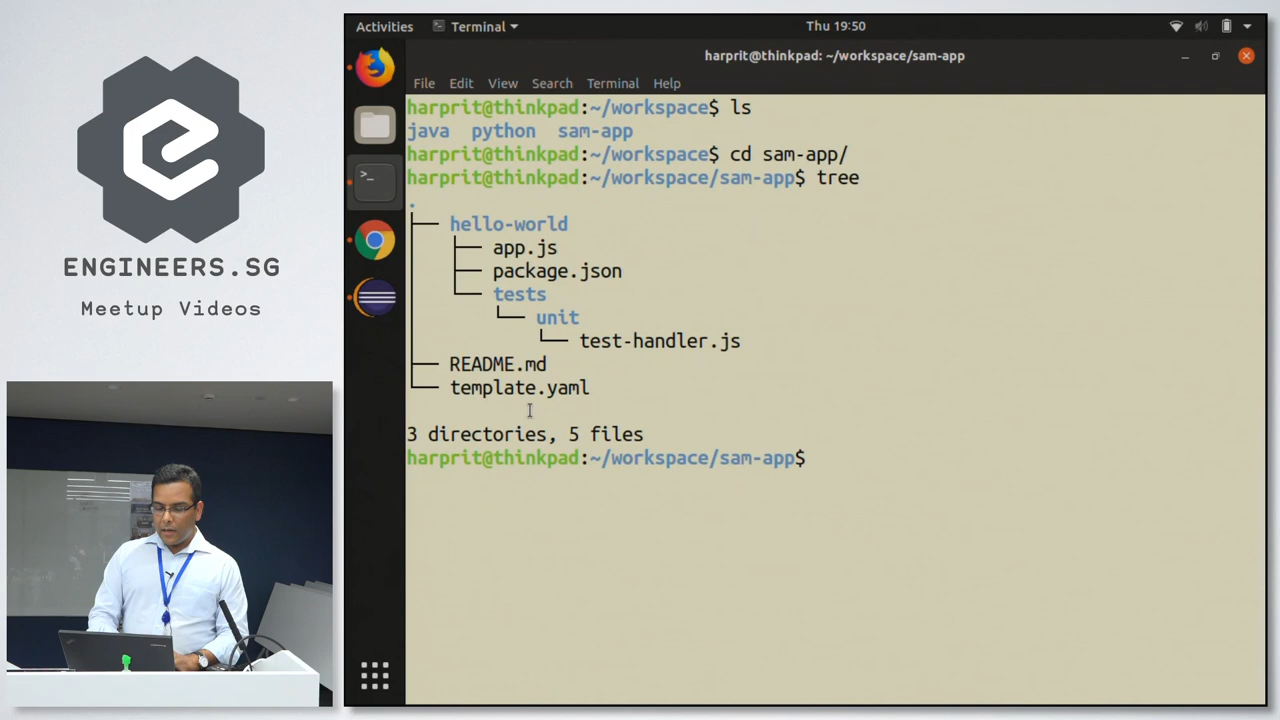 ENGINEERS.SG
Meetup Videos
Activities
Terminal
Thu 19:50
harprit@thinkpad: ~/workspace/sam-app
File Edit View Search Terminal Help
harprit@thinkpad:~/workspace$ ls
java python sam-app
harprit@thinkpad:~/workspace$ cd sam-app/
harprit@thinkpad:~/workspace/sam-app$ tree
.
├── hello-world
│   ├── app.js
│   ├── package.json
│   └── tests
│       └── unit
│           └── test-handler.js
├── README.md
└── template.yaml
3 directories, 5 files
harprit@thinkpad:~/workspace/sam-app$